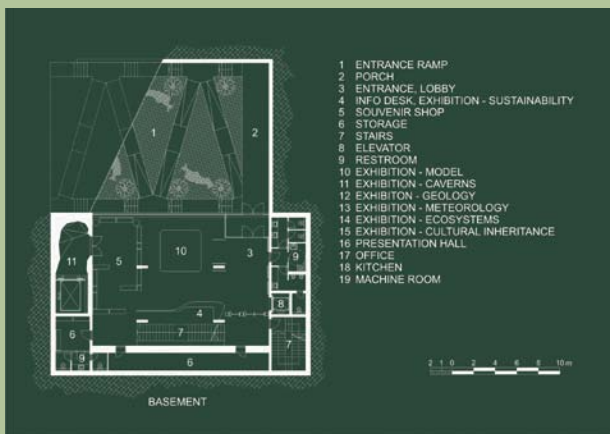 1 ENTRANCE RAMP
2 PORCH
3 ENTRANCE, LOBBY
4 INFO DESK, EXHIBITION - SUSTAINABILITY
5 SOUVENIR SHOP
6 STORAGE
7 STAIRS
8 ELEVATOR
9 RESTROOM
10 EXHIBITION - MODEL
11 EXHIBITION - CAVERNS
12 EXHIBITON - GEOLOGY
13 EXHIBITION - METEOROLOGY
14 EXHIBITION - ECOSYSTEMS
15 EXHIBITION - CULTURAL INHERITANCE
16 PRESENTATION HALL
17 OFFICE
18 KITCHEN
19 MACHINE ROOM
1
2
10
3
9
11
5
8
4
6
7
7
9
6
2 1 0 2 4 6 8 10 m
BASEMENT